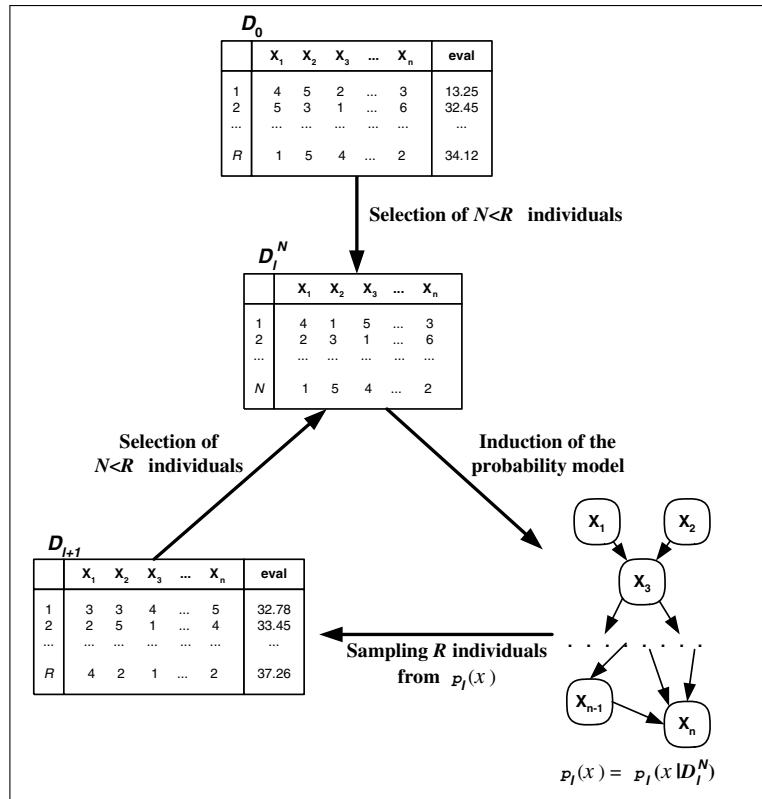 D0
X1 X2 X3 ... Xn eval
1 4 5 2 ... 3 13.25
2 5 3 1 ... 6 32.45
... ... ... ... ... ...
R 1 5 4 ... 2 34.12
Selection of N<R individuals
DlN
X1 X2 X3 ... Xn
1 4 1 5 ... 3
2 2 3 1 ... 6
... ... ... ... ...
N 1 5 4 ... 2
Selection of
N<R individuals
Induction of the
probability model
Dl+1
X1 X2 X3 ... Xn eval
1 3 3 4 ... 5 32.78
2 2 5 1 ... 4 33.45
... ... ... ... ... ...
R 4 2 1 ... 2 37.26
Sampling R individuals
from pl(x)
X1 X2
X3
. . . . . . . .
Xn-1
Xn
pl(x) = pl(x|DlN)